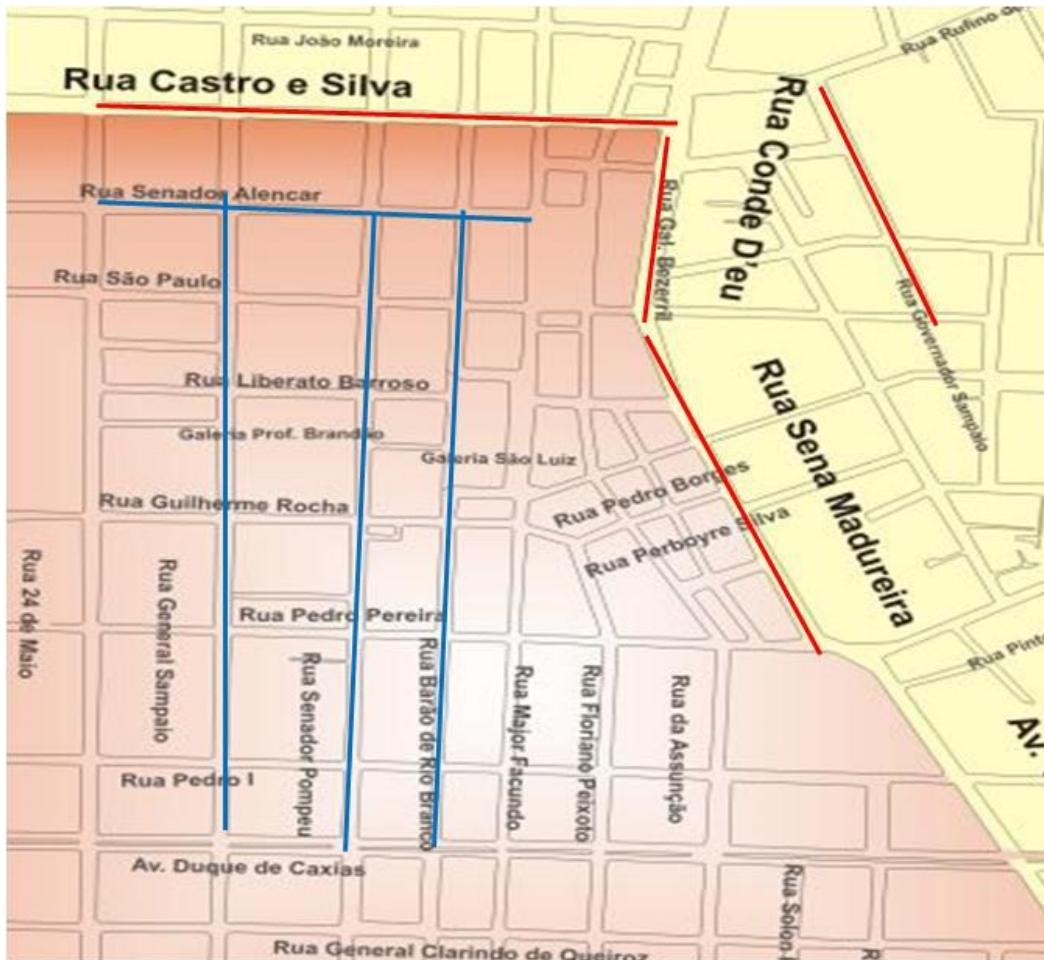 Rua João Moreira
Rua Rufino de
Rua Castro e Silva
Rua Conde D'eu
Rua Senador Alencar
Rua Gal. Bezerril
Rua São Paulo
Rua Governador Sampaio
Rua Liberato Barroso
Rua Sena Madureira
Galeria Prof. Brandão
Galeria São Luiz
Rua Pedro Borges
Rua Guilherme Rocha
Rua Perboyre Silva
Rua 24 de Maio
Rua General Sampaio
Rua Pedro Pereira
Rua Pinto
Rua Senador Pompeu
Rua Barão de Rio Branco
Rua Major Facundo
Rua Floriano Peixoto
Rua da Assunção
Av.
Rua Pedro I
Av. Duque de Caxias
Rua Solon
R
Rua General Clarindo de Queiroz